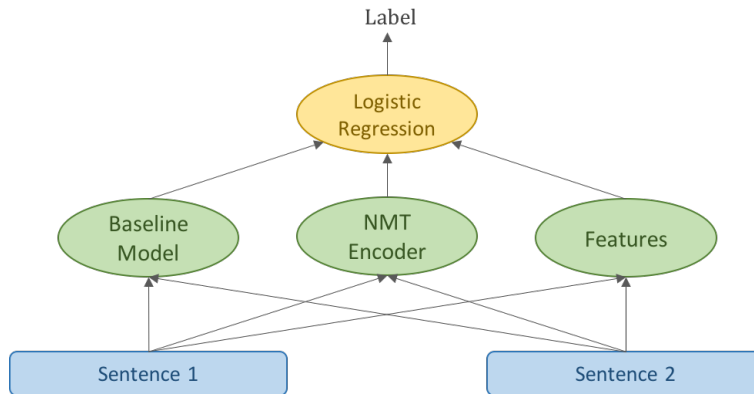 Label
Logistic
Regression
Baseline
Model
NMT
Encoder
Features
Sentence 1
Sentence 2